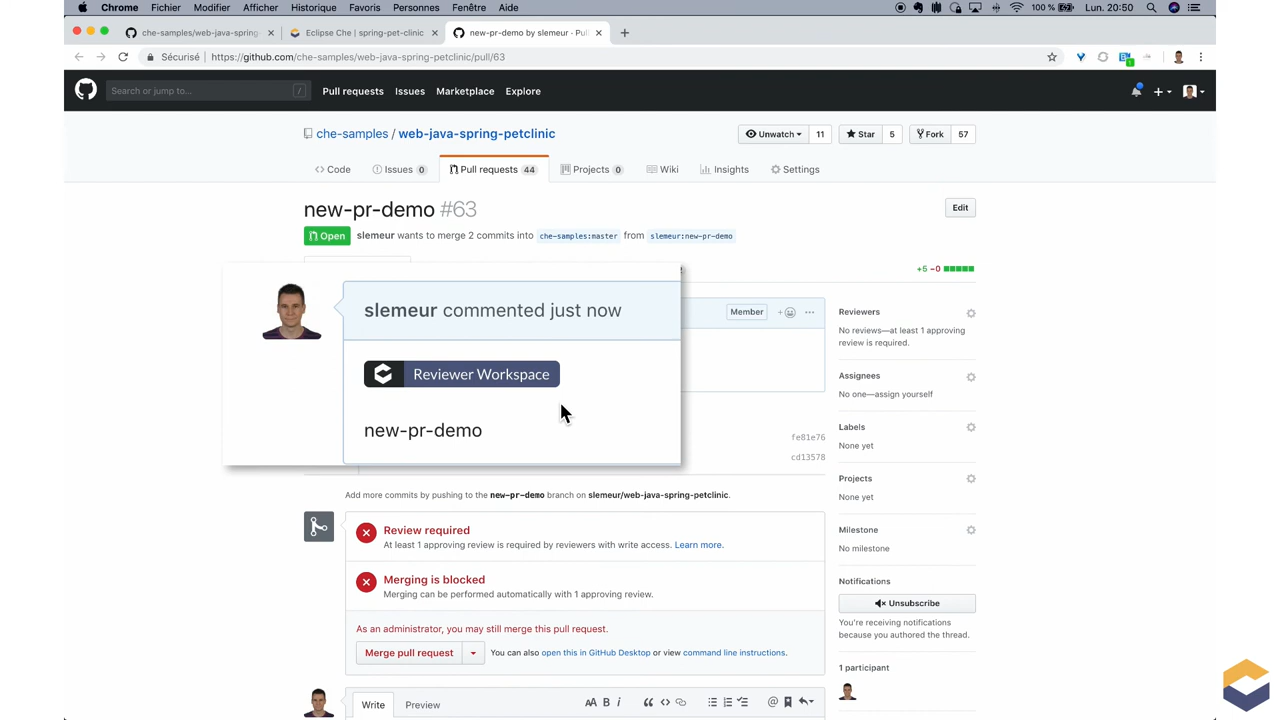 Chrome Fichier Modifier Afficher Historique Favoris Personnes Fenêtre Aide 100 % Lun. 20:50
che-samples/web-java-spring- Eclipse Che | spring-pet-clinic new-pr-demo by slemeur · Pul
Sécurisé https://github.com/che-samples/web-java-spring-petclinic/pull/63
Search or jump to... / Pull requests Issues Marketplace Explore
che-samples / web-java-spring-petclinic Unwatch 11 Star 5 Fork 57
Code Issues 0 Pull requests 44 Projects 0 Wiki Insights Settings
new-pr-demo #63 Edit
Open slemeur wants to merge 2 commits into che-samples:master from slemeur:new-pr-demo
+5 −0
slemeur commented just now
Member
Reviewer Workspace
new-pr-demo
fe81e76
cd13578
Add more commits by pushing to the new-pr-demo branch on slemeur/web-java-spring-petclinic.
Review required
At least 1 approving review is required by reviewers with write access. Learn more.
Merging is blocked
Merging can be performed automatically with 1 approving review.
As an administrator, you may still merge this pull request.
Merge pull request You can also open this in GitHub Desktop or view command line instructions.
Write Preview AA B i
Reviewers
No reviews—at least 1 approving
review is required.
Assignees
No one—assign yourself
Labels
None yet
Projects
None yet
Milestone
No milestone
Notifications
Unsubscribe
You're receiving notifications
because you authored the thread.
1 participant